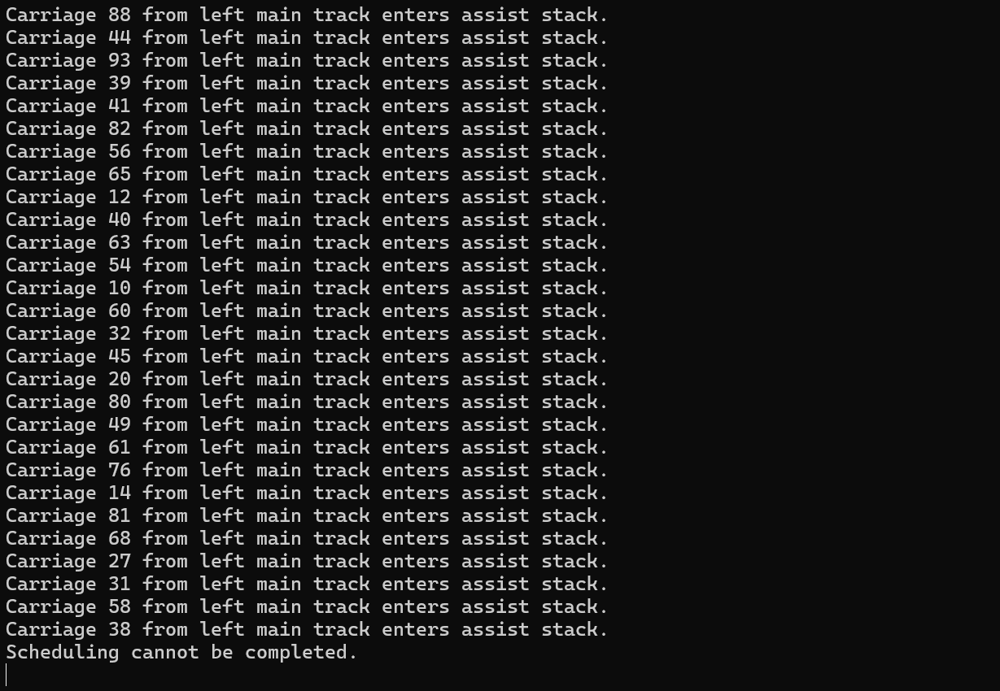 Carriage 88 from left main track enters assist stack.
Carriage 44 from left main track enters assist stack.
Carriage 93 from left main track enters assist stack.
Carriage 39 from left main track enters assist stack.
Carriage 41 from left main track enters assist stack.
Carriage 82 from left main track enters assist stack.
Carriage 56 from left main track enters assist stack.
Carriage 65 from left main track enters assist stack.
Carriage 12 from left main track enters assist stack.
Carriage 40 from left main track enters assist stack.
Carriage 63 from left main track enters assist stack.
Carriage 54 from left main track enters assist stack.
Carriage 10 from left main track enters assist stack.
Carriage 60 from left main track enters assist stack.
Carriage 32 from left main track enters assist stack.
Carriage 45 from left main track enters assist stack.
Carriage 20 from left main track enters assist stack.
Carriage 80 from left main track enters assist stack.
Carriage 49 from left main track enters assist stack.
Carriage 61 from left main track enters assist stack.
Carriage 76 from left main track enters assist stack.
Carriage 14 from left main track enters assist stack.
Carriage 81 from left main track enters assist stack.
Carriage 68 from left main track enters assist stack.
Carriage 27 from left main track enters assist stack.
Carriage 31 from left main track enters assist stack.
Carriage 58 from left main track enters assist stack.
Carriage 38 from left main track enters assist stack.
Scheduling cannot be completed.